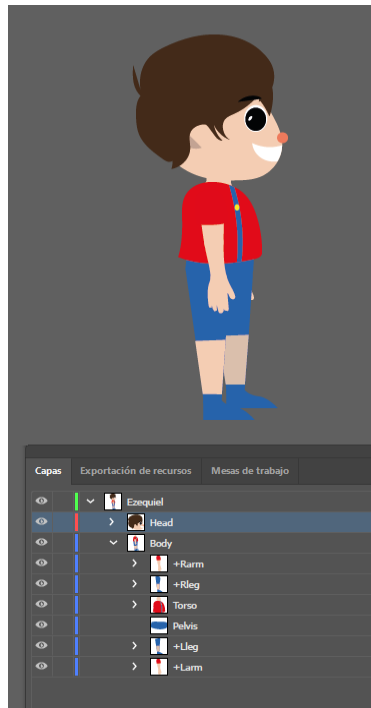 Capas Exportación de recursos Mesas de trabajo
Ezequiel
Head
Body
+Rarm
+Rleg
Torso
Pelvis
+Lleg
+Larm